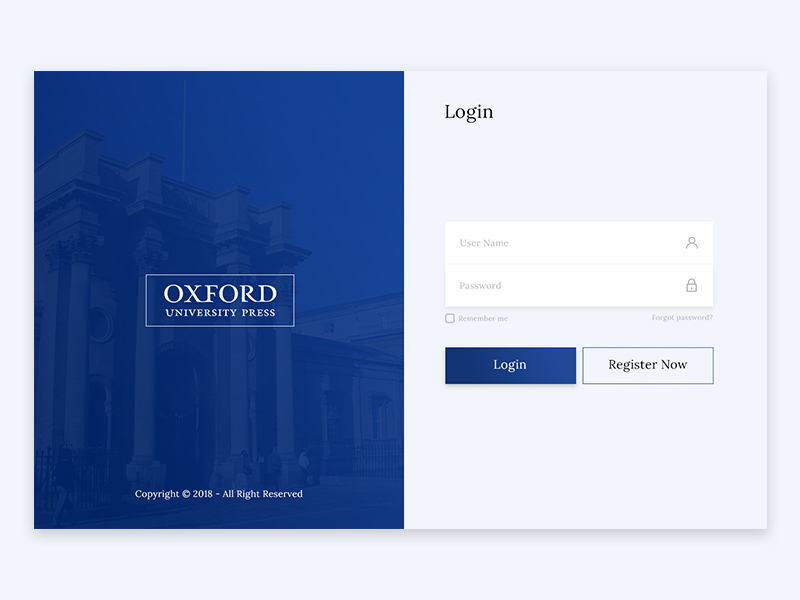 OXFORD
UNIVERSITY PRESS
Copyright © 2018 - All Right Reserved
Login
User Name
Password
Remember me
Forgot password?
Login
Register Now